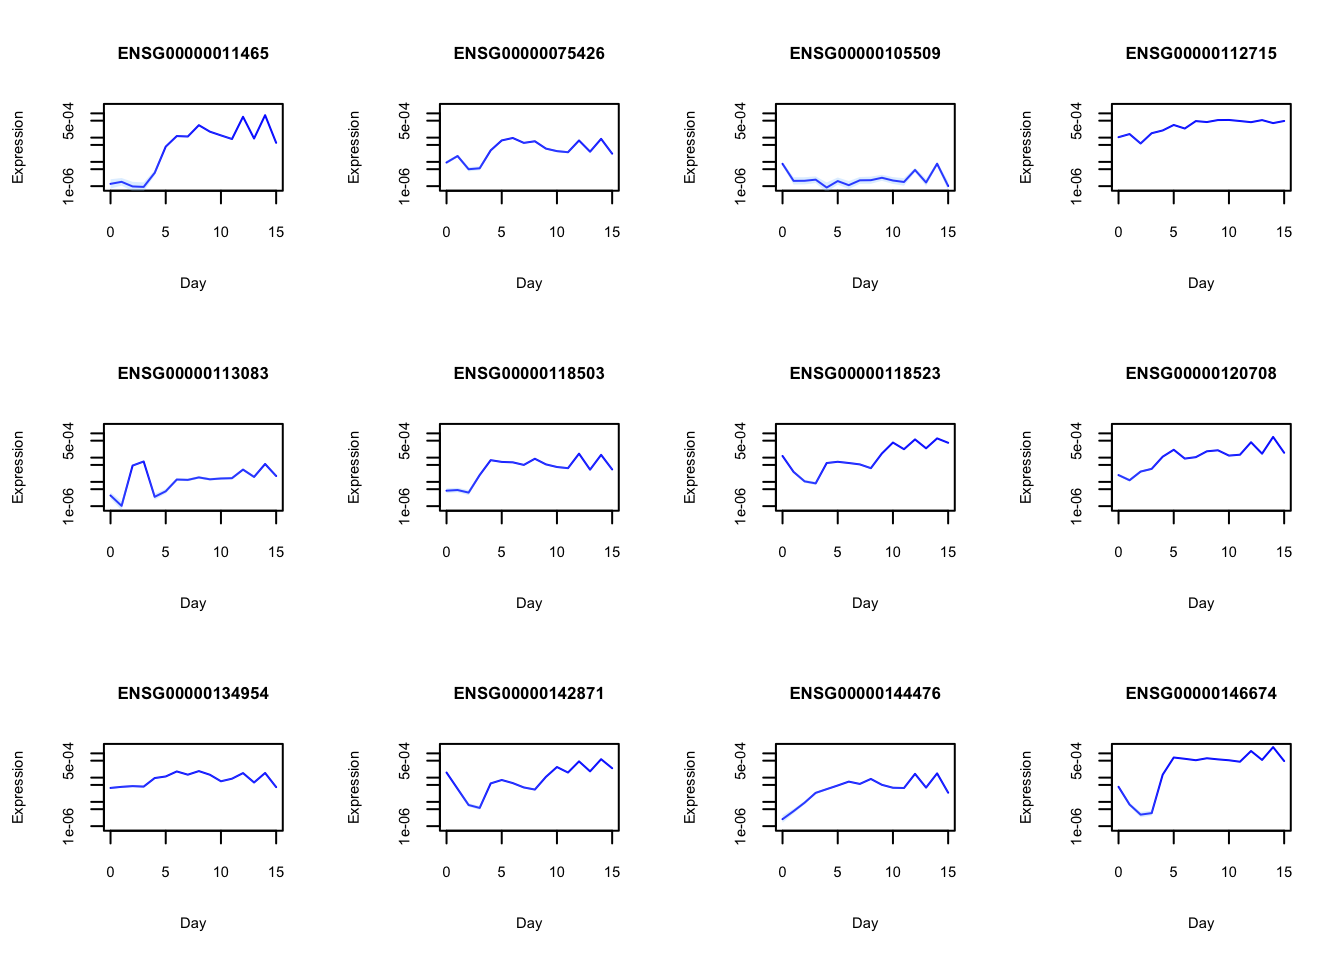 ENSG00000011465 ENSG00000075426 ENSG00000105509 ENSG00000112715
Expression Expression Expression Expression
5e-04 5e-04 5e-04 5e-04
1e-06 1e-06 1e-06 1e-06
0 5 10 15 0 5 10 15 0 5 10 15 0 5 10 15
Day Day Day Day
ENSG00000113083 ENSG00000118503 ENSG00000118523 ENSG00000120708
Expression Expression Expression Expression
5e-04 5e-04 5e-04 5e-04
1e-06 1e-06 1e-06 1e-06
0 5 10 15 0 5 10 15 0 5 10 15 0 5 10 15
Day Day Day Day
ENSG00000134954 ENSG00000142871 ENSG00000144476 ENSG00000146674
Expression Expression Expression Expression
5e-04 5e-04 5e-04 5e-04
1e-06 1e-06 1e-06 1e-06
0 5 10 15 0 5 10 15 0 5 10 15 0 5 10 15
Day Day Day Day